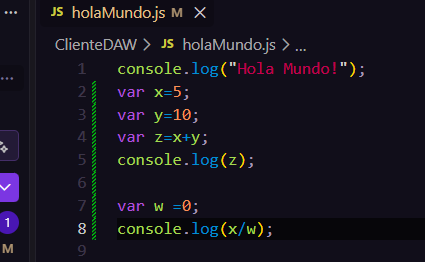 JS holaMundo.js M ×
ClienteDAW > JS holaMundo.js > ...
1 console.log("Hola Mundo!");
2 var x=5;
3 var y=10;
4 var z=x+y;
5 console.log(z);
6
7 var w =0;
8 console.log(x/w);
9
1
M